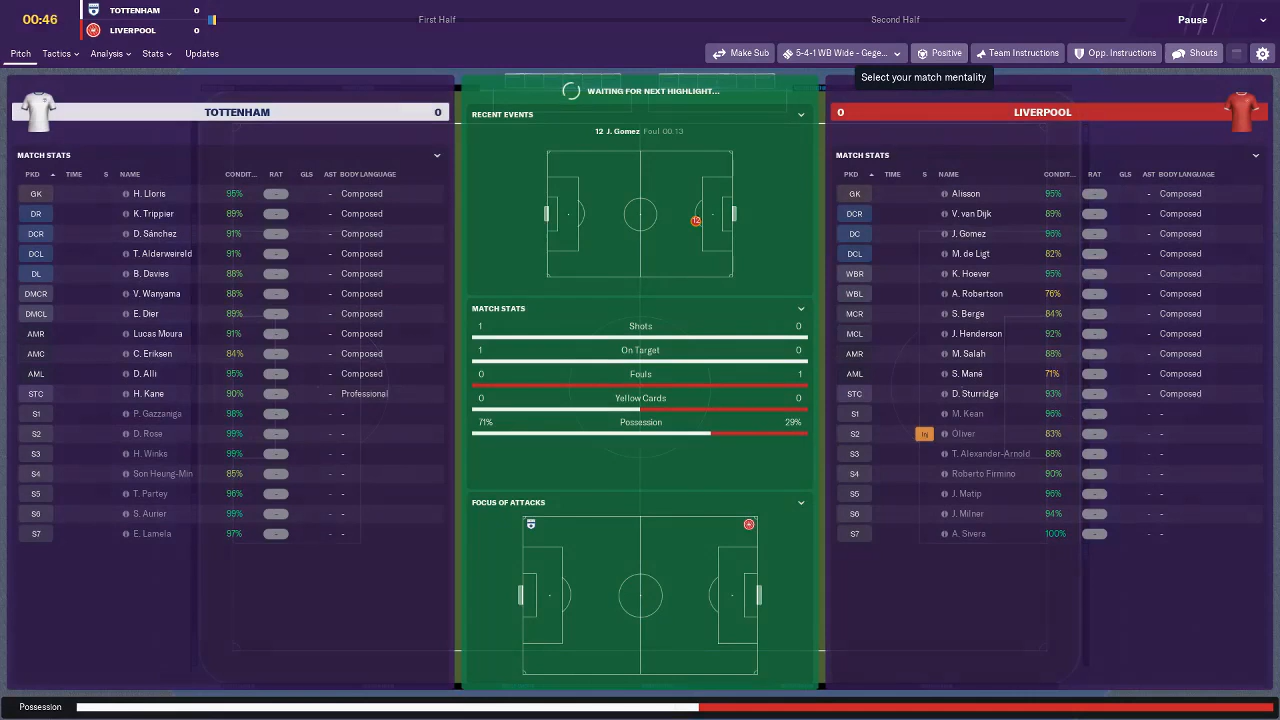 00:46
TOTTENHAM 0
LIVERPOOL 0
First Half
Second Half
Pause
Pitch Tactics Analysis Stats Updates
Make Sub 5-4-1 WB Wide - Gege... Positive Team Instructions Opp. Instructions Shouts
Select your match mentality
TOTTENHAM 0
MATCH STATS
PKD TIME S NAME CONDIT... RAT GLS AST BODY LANGUAGE
GK H. Lloris 95% - - Composed
DR K. Trippier 89% - - Composed
DCR D. Sánchez 91% - - Composed
DCL T. Alderweireld 91% - - Composed
DL B. Davies 88% - - Composed
DMCR V. Wanyama 88% - - Composed
DMCL E. Dier 89% - - Composed
AMR Lucas Moura 91% - - Composed
AMC C. Eriksen 84% - - Composed
AML D. Alli 95% - - Composed
STC H. Kane 90% - - Professional
S1 P. Gazzaniga 98% - - -
S2 D. Rose 99% - - -
S3 H. Winks 99% - - -
S4 Son Heung-Min 85% - - -
S5 T. Partey 96% - - -
S6 S. Aurier 99% - - -
S7 E. Lamela 97% - - -
WAITING FOR NEXT HIGHLIGHT...
RECENT EVENTS
12 J. Gomez Foul 00:13
12
MATCH STATS
1 Shots 0
1 On Target 0
0 Fouls 1
0 Yellow Cards 0
71% Possession 29%
FOCUS OF ATTACKS
0 LIVERPOOL
MATCH STATS
PKD TIME S NAME CONDIT... RAT GLS AST BODY LANGUAGE
GK Alisson 95% - - Composed
DCR V. van Dijk 89% - - Composed
DC J. Gomez 96% - - Composed
DCL M. de Ligt 82% - - Composed
WBR K. Hoever 95% - - Composed
WBL A. Robertson 76% - - Composed
MCR S. Berge 84% - - Composed
MCL J. Henderson 92% - - Composed
AMR M. Salah 88% - - Composed
AML S. Mané 71% - - Composed
STC D. Sturridge 93% - - Composed
S1 M. Kean 96% - - -
S2 Inj Óliver 83% - - -
S3 T. Alexander-Arnold 88% - - -
S4 Roberto Firmino 90% - - -
S5 J. Matip 96% - - -
S6 J. Milner 94% - - -
S7 A. Sivera 100% - - -
Possession